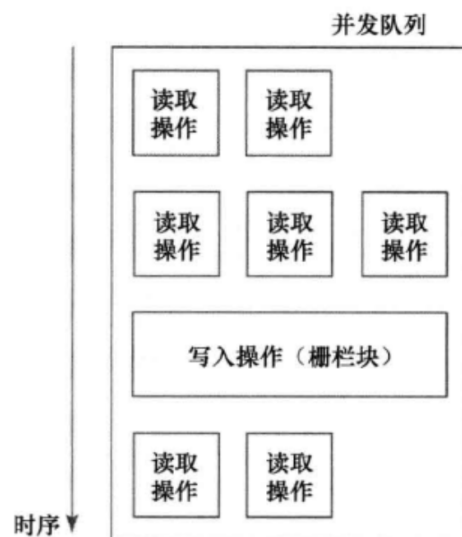 并发队列
读取 读取
操作 操作
读取 读取 读取
操作 操作 操作
写入操作（栅栏块）
读取 读取
操作 操作
时序